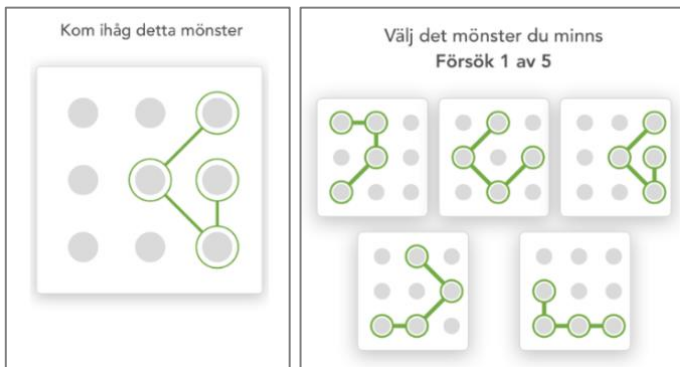 Kom ihåg detta mönster
Välj det mönster du minns
Försök 1 av 5